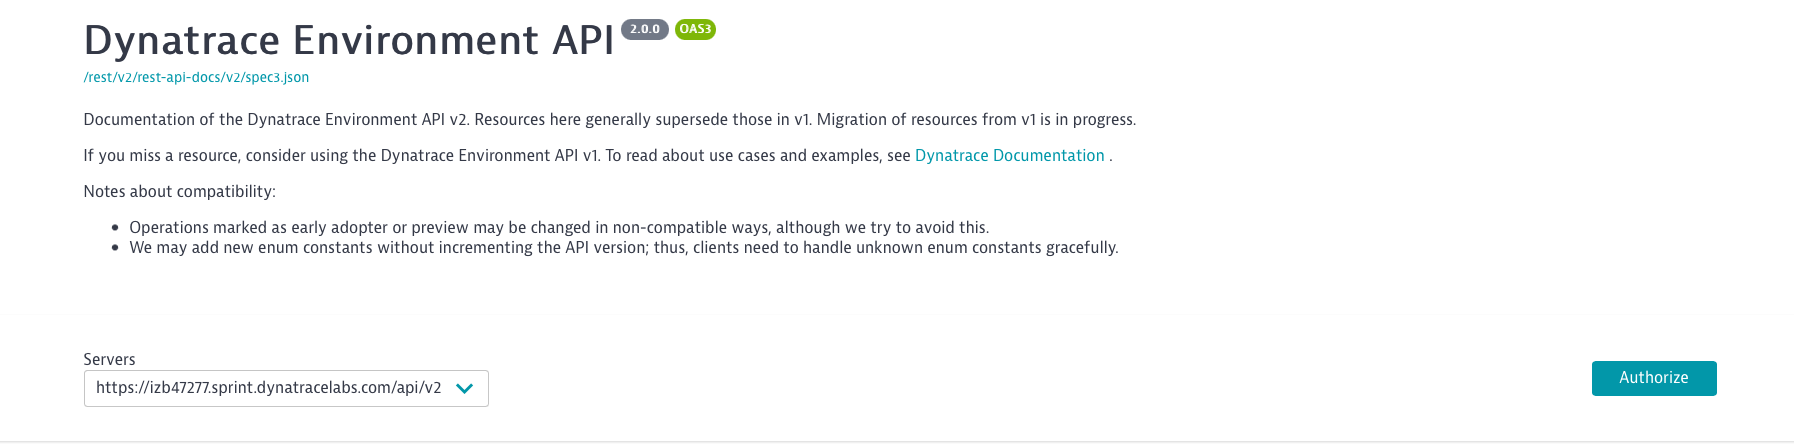 Dynatrace Environment API 2.0.0 OAS3
/rest/v2/rest-api-docs/v2/spec3.json
Documentation of the Dynatrace Environment API v2. Resources here generally supersede those in v1. Migration of resources from v1 is in progress.
If you miss a resource, consider using the Dynatrace Environment API v1. To read about use cases and examples, see Dynatrace Documentation .
Notes about compatibility:
• Operations marked as early adopter or preview may be changed in non-compatible ways, although we try to avoid this.
• We may add new enum constants without incrementing the API version; thus, clients need to handle unknown enum constants gracefully.
Servers
https://izb47277.sprint.dynatracelabs.com/api/v2
Authorize